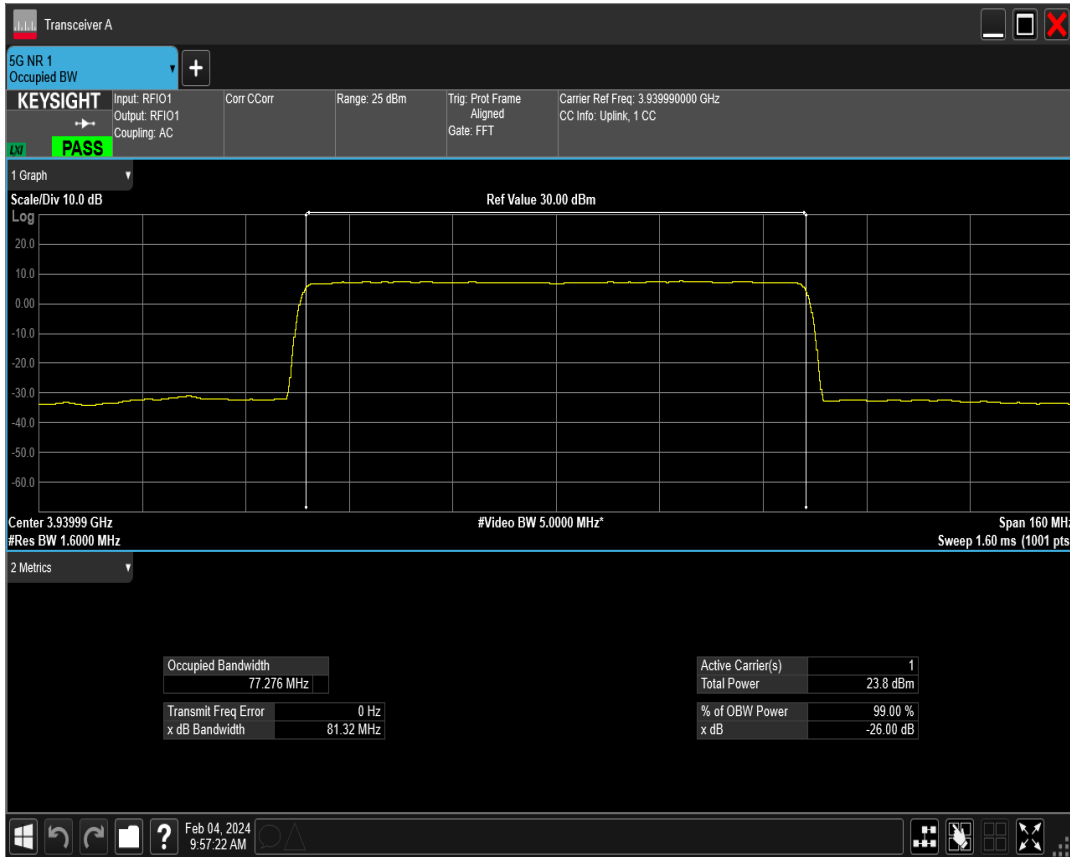 Transceiver A
5G NR 1
Occupied BW
+
KEYSIGHT
LXI
PASS
Input: RFIO1
Output: RFIO1
Coupling: AC
Corr CCorr
Range: 25 dBm
Trig: Prot Frame
Aligned
Gate: FFT
Carrier Ref Freq: 3.939990000 GHz
CC Info: Uplink, 1 CC
1 Graph
Scale/Div 10.0 dB
Ref Value 30.00 dBm
Log
20.0
10.0
0.00
-10.0
-20.0
-30.0
-40.0
-50.0
-60.0
Center 3.93999 GHz
#Video BW 5.0000 MHz*
Span 160 MHz
#Res BW 1.6000 MHz
Sweep 1.60 ms (1001 pts
2 Metrics
Occupied Bandwidth
77.276 MHz
Transmit Freq Error 0 Hz
x dB Bandwidth 81.32 MHz
Active Carrier(s) 1
Total Power 23.8 dBm
% of OBW Power 99.00 %
x dB -26.00 dB
?
Feb 04, 2024
9:57:22 AM